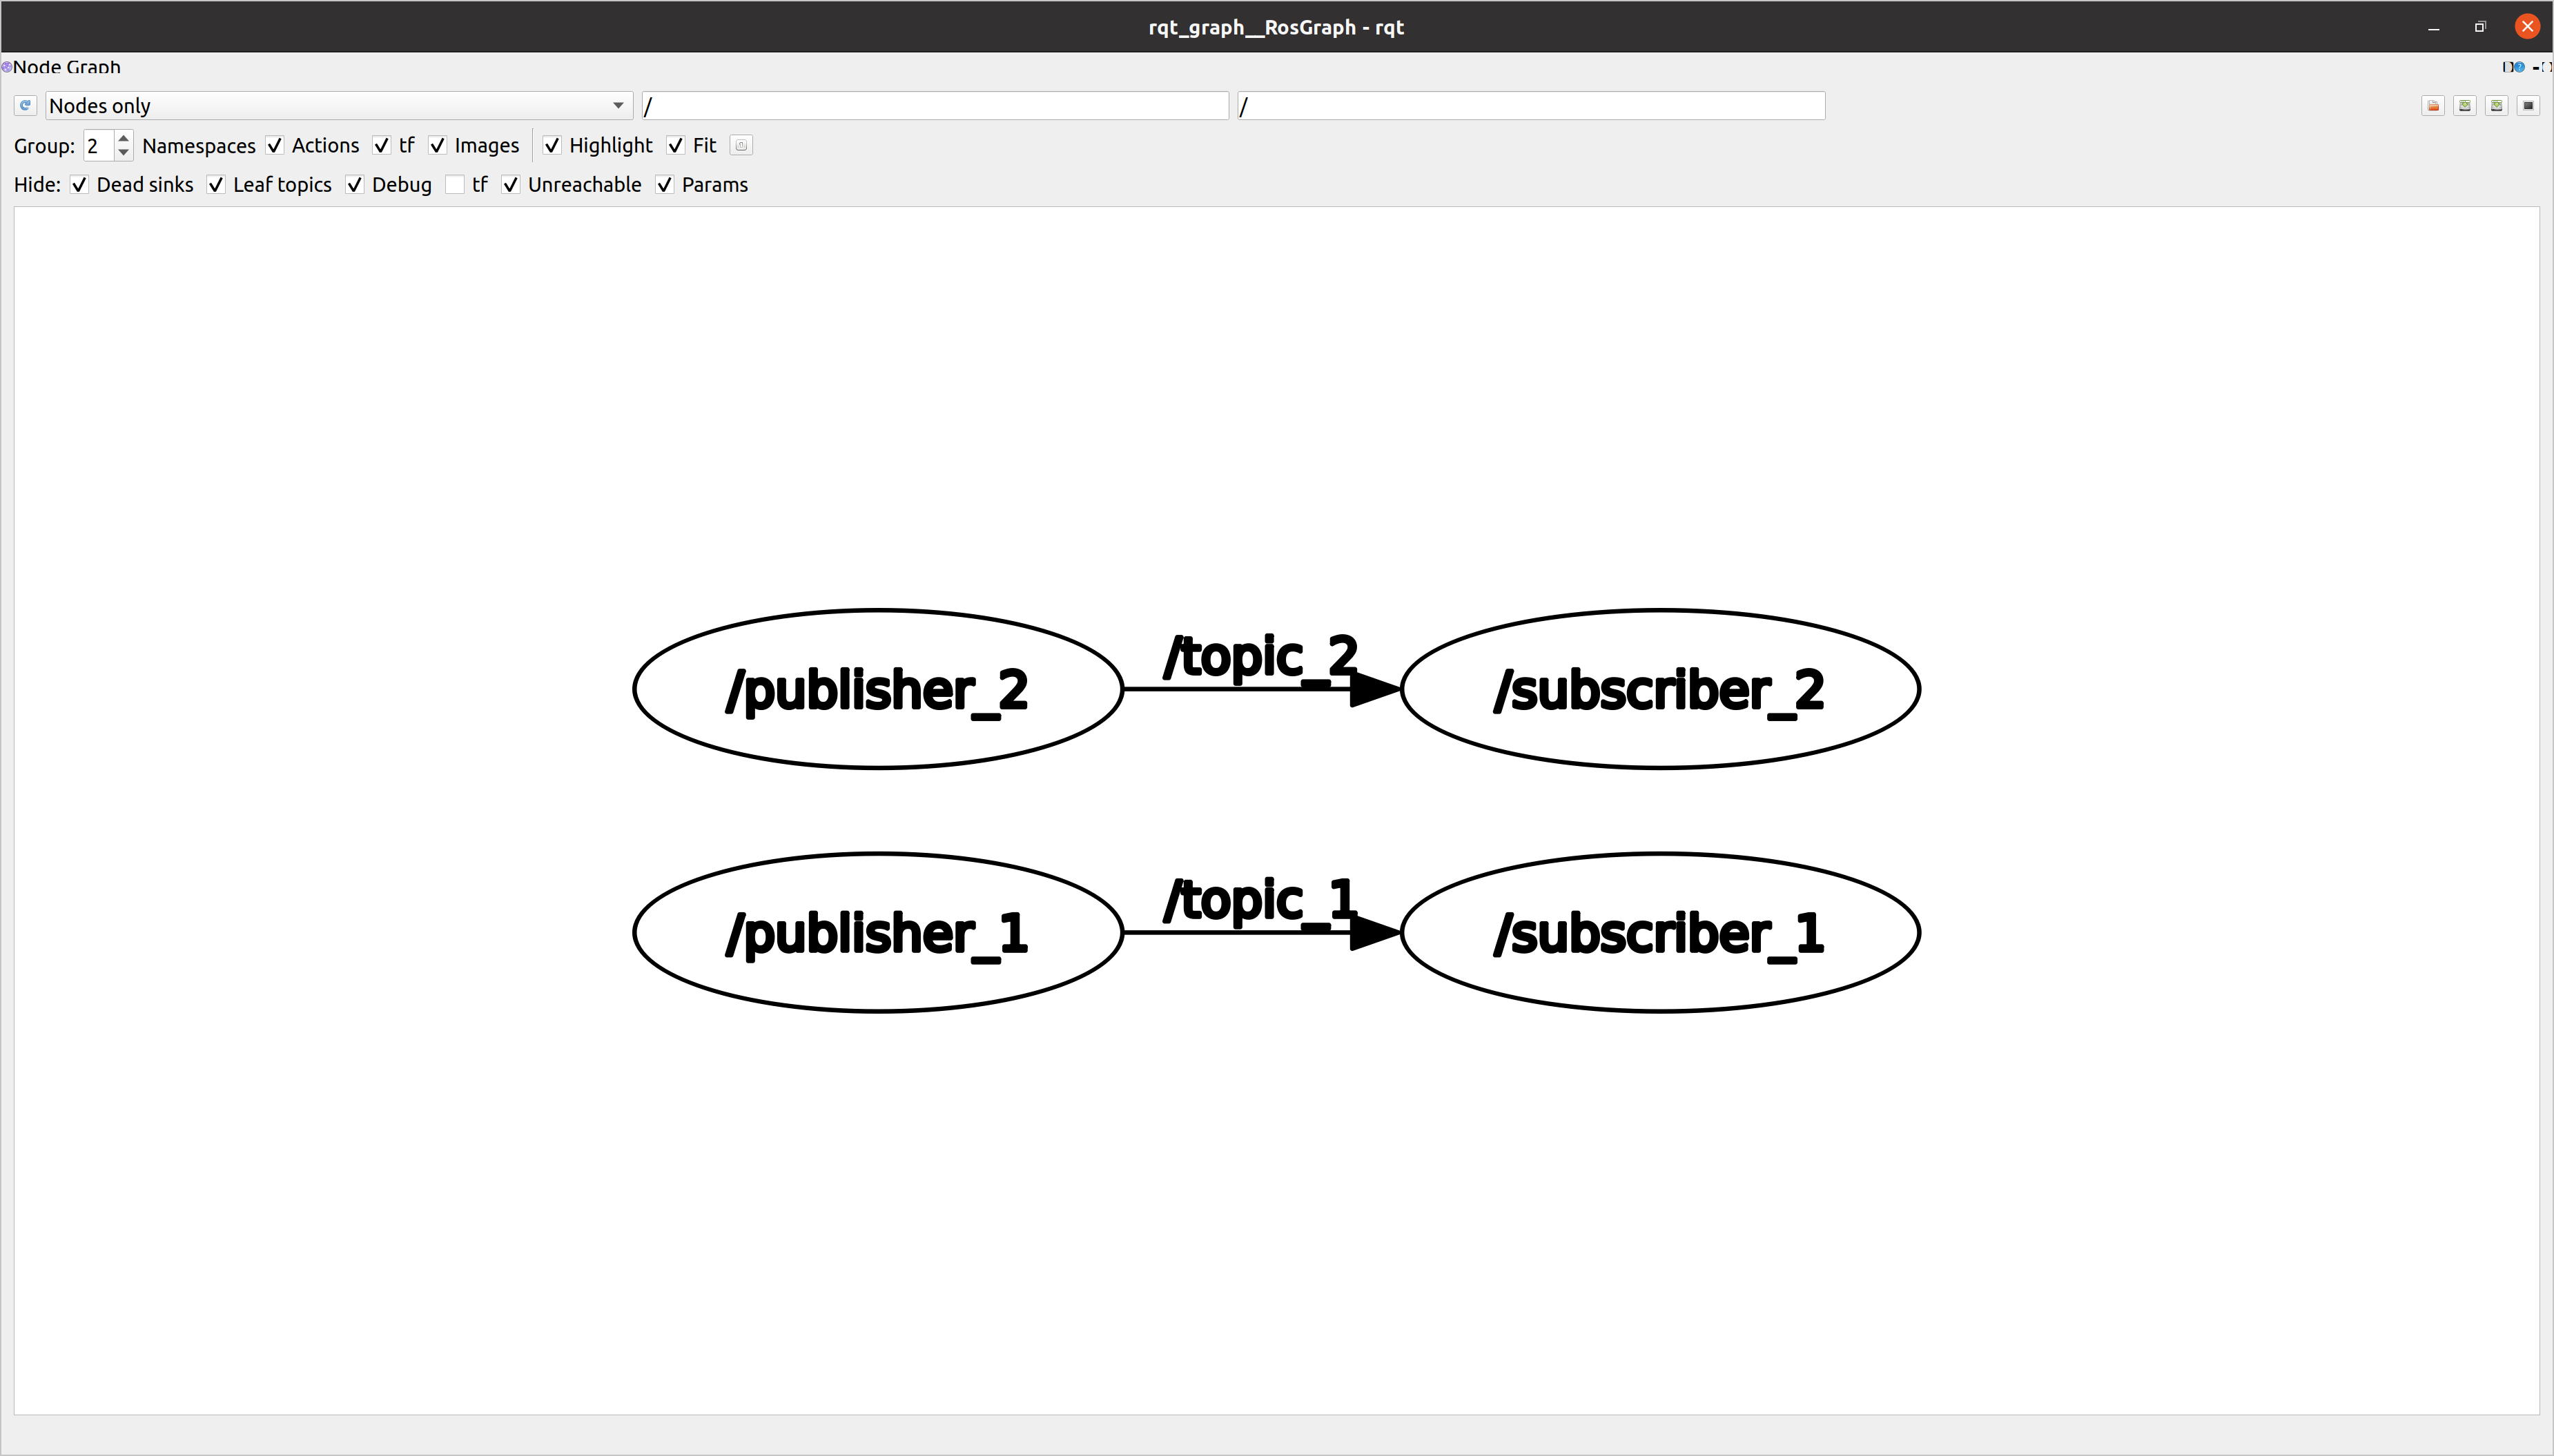 rqt_graph__RosGraph - rqt
Node Graph
Nodes only / /
Group: 2 Namespaces Actions tf Images Highlight Fit
Hide: Dead sinks Leaf topics Debug tf Unreachable Params
/topic_2
/publisher_2 /subscriber_2
/topic_1
/publisher_1 /subscriber_1